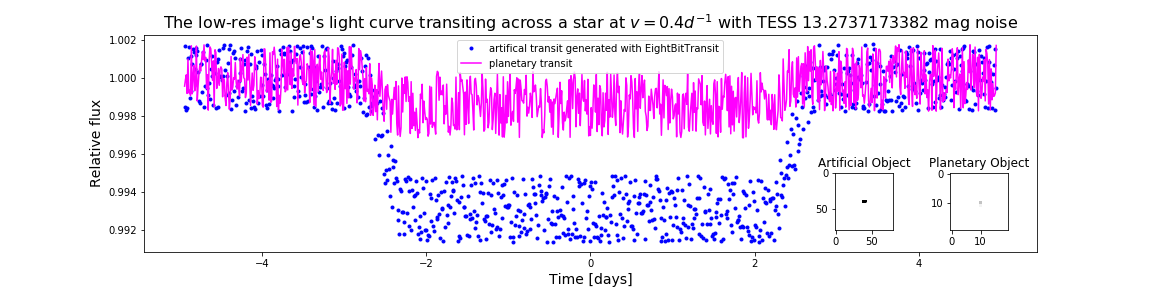 The low-res image's light curve transiting across a star at v = 0.4d⁻¹ with TESS 13.2737173382 mag noise
artifical transit generated with EightBitTransit
planetary transit
Relative flux
1.002
1.000
0.998
0.996
0.994
0.992
Artificial Object
Planetary Object
0
50
0
50
0
10
0
10
−4
−2
0
2
4
Time [days]